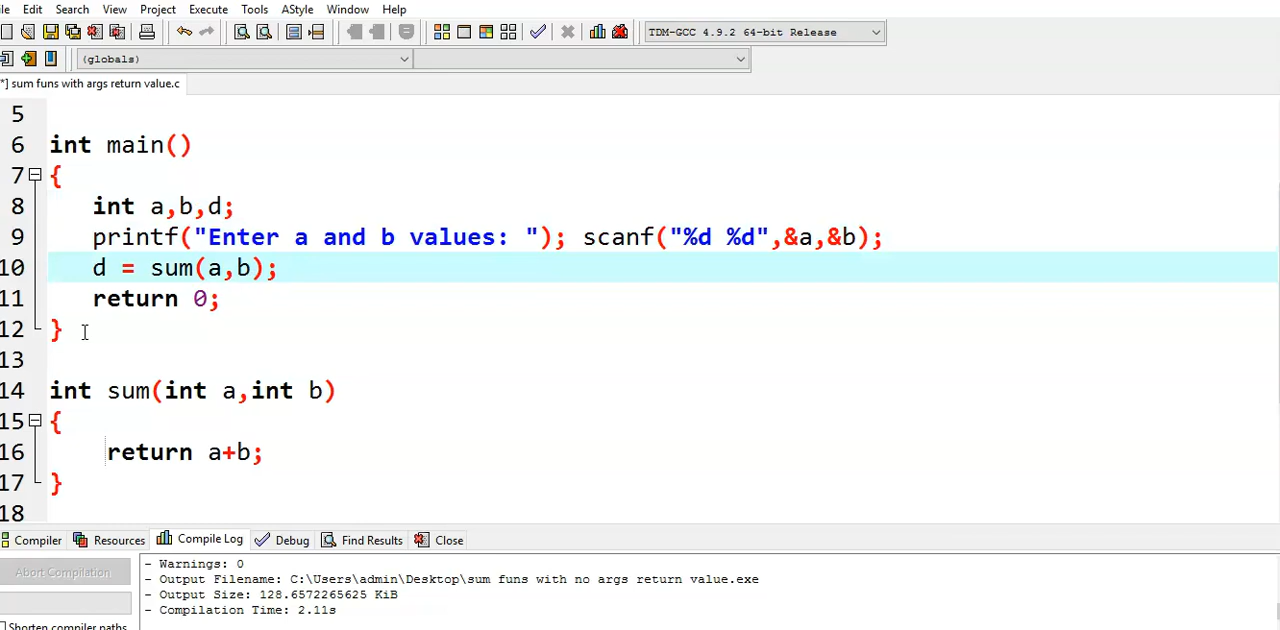 le Edit Search View Project Execute Tools AStyle Window Help
TDM-GCC 4.9.2 64-bit Release
(globals)
*] sum funs with args return value.c
5
6 int main()
7 {
8 int a,b,d;
9 printf("Enter a and b values: "); scanf("%d %d",&a,&b);
10 d = sum(a,b);
11 return 0;
12 }
13
14 int sum(int a,int b)
15 {
16 return a+b;
17 }
18
Compiler Resources Compile Log Debug Find Results Close
Abort Compilation
- Warnings: 0
- Output Filename: C:\Users\admin\Desktop\sum funs with no args return value.exe
- Output Size: 128.6572265625 KiB
- Compilation Time: 2.11s
Shorten compiler paths